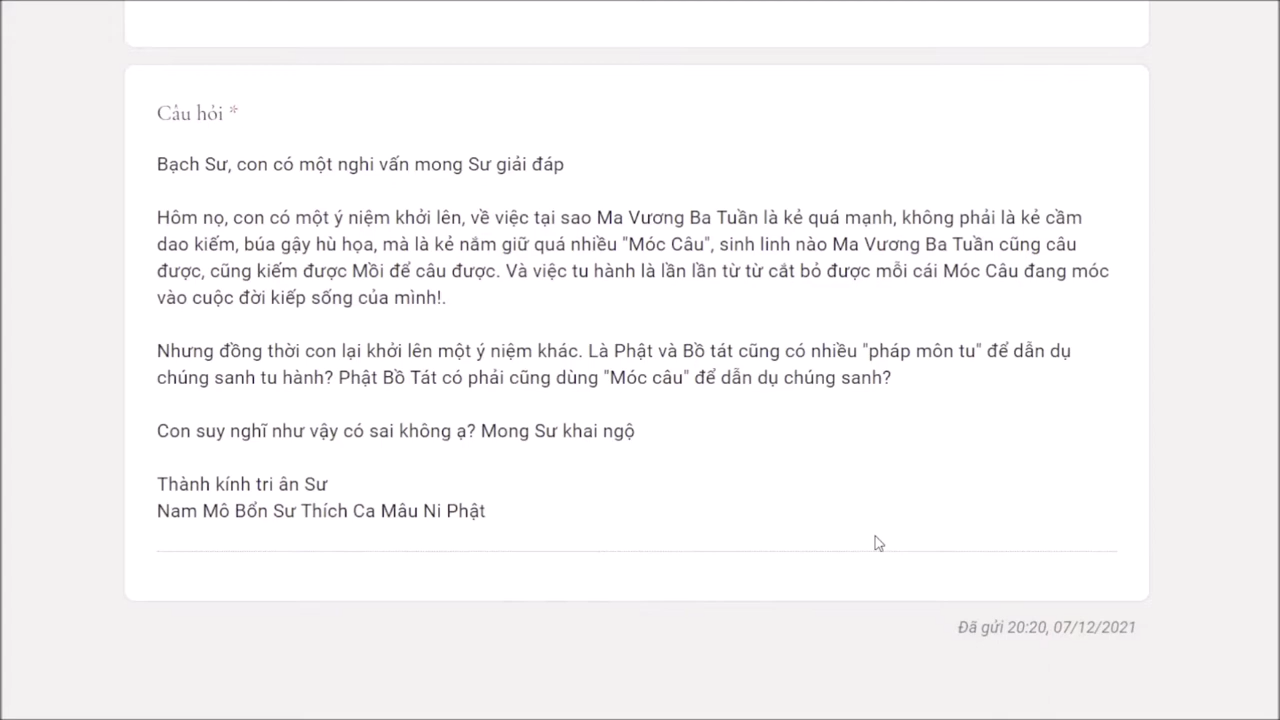 Câu hỏi *
Bạch Sư, con có một nghi vấn mong Sư giải đáp
Hôm nọ, con có một ý niệm khởi lên, về việc tại sao Ma Vương Ba Tuần là kẻ quá mạnh, không phải là kẻ cầm
dao kiếm, búa gậy hù họa, mà là kẻ nắm giữ quá nhiều "Móc Câu", sinh linh nào Ma Vương Ba Tuần cũng câu
được, cũng kiếm được Mồi để câu được. Và việc tu hành là lần lần từ từ cắt bỏ được mỗi cái Móc Câu đang móc
vào cuộc đời kiếp sống của mình!.
Nhưng đồng thời con lại khởi lên một ý niệm khác. Là Phật và Bồ tát cũng có nhiều "pháp môn tu" để dẫn dụ
chúng sanh tu hành? Phật Bồ Tát có phải cũng dùng "Móc câu" để dẫn dụ chúng sanh?
Con suy nghĩ như vậy có sai không ạ? Mong Sư khai ngộ
Thành kính tri ân Sư
Nam Mô Bổn Sư Thích Ca Mâu Ni Phật
Đã gửi 20:20, 07/12/2021